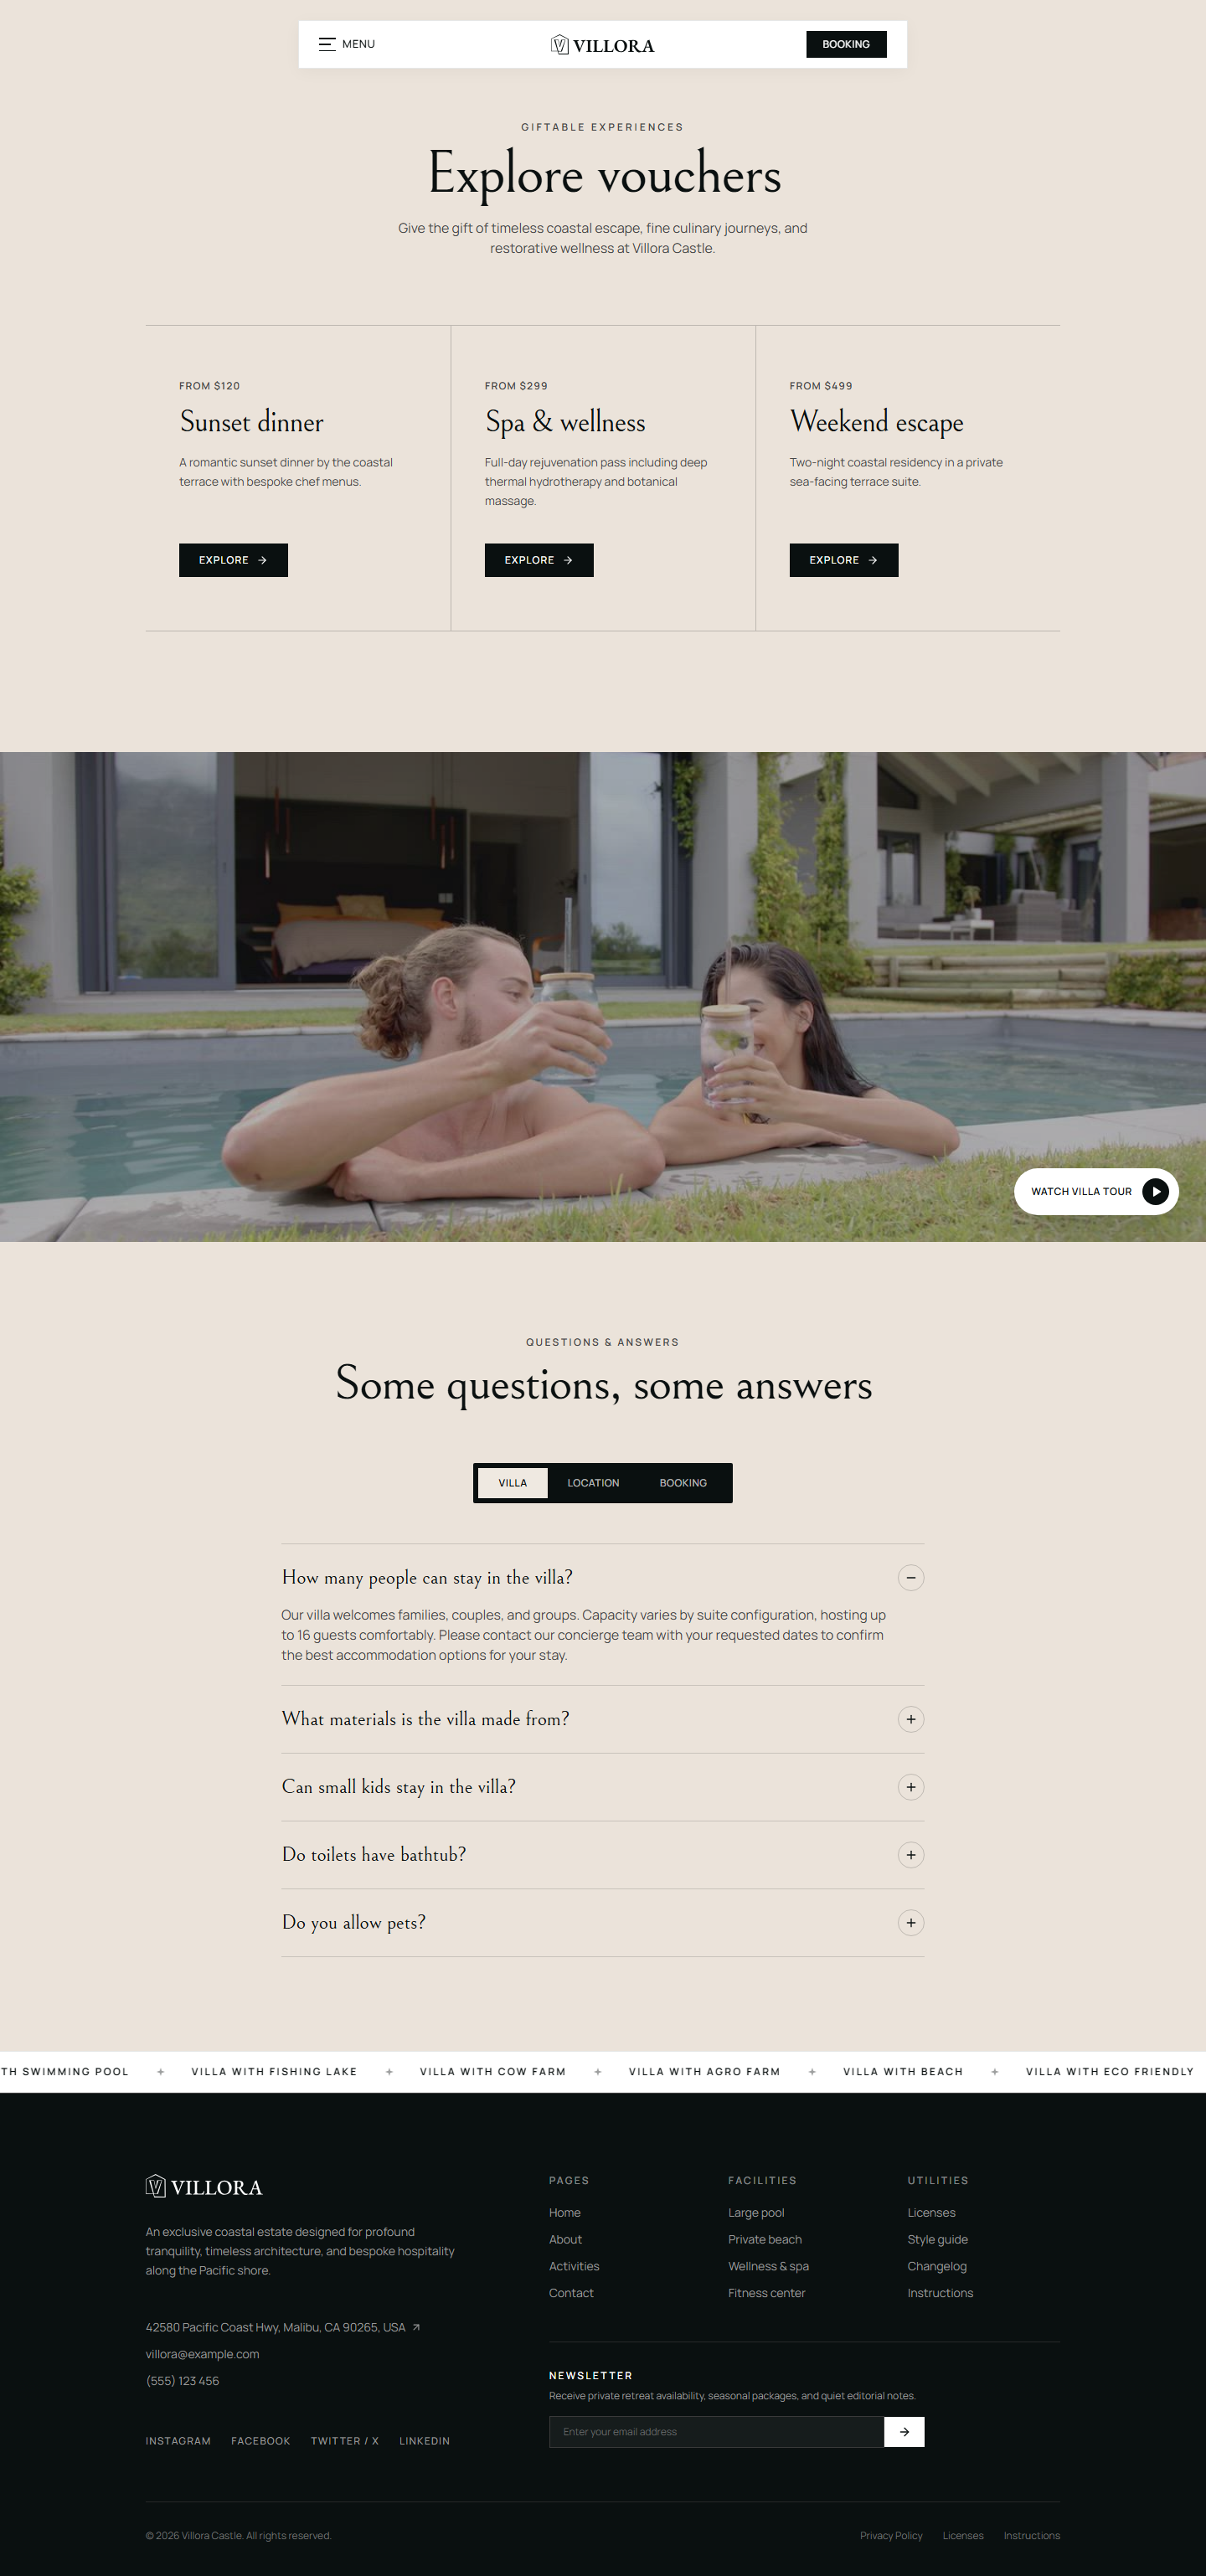 MENU
VILLORA
BOOKING
GIFTABLE EXPERIENCES
Explore vouchers
Give the gift of timeless coastal escape, fine culinary journeys, and
restorative wellness at Villora Castle.
FROM $120
Sunset dinner
A romantic sunset dinner by the coastal
terrace with bespoke chef menus.
EXPLORE
FROM $299
Spa & wellness
Full-day rejuvenation pass including deep
thermal hydrotherapy and botanical
massage.
EXPLORE
FROM $499
Weekend escape
Two-night coastal residency in a private
sea-facing terrace suite.
EXPLORE
WATCH VILLA TOUR
QUESTIONS & ANSWERS
Some questions, some answers
VILLA
LOCATION
BOOKING
How many people can stay in the villa?
Our villa welcomes families, couples, and groups. Capacity varies by suite configuration, hosting up
to 16 guests comfortably. Please contact our concierge team with your requested dates to confirm
the best accommodation options for your stay.
What materials is the villa made from?
Can small kids stay in the villa?
Do toilets have bathtub?
Do you allow pets?
TH SWIMMING POOL + VILLA WITH FISHING LAKE + VILLA WITH COW FARM + VILLA WITH AGRO FARM + VILLA WITH BEACH + VILLA WITH ECO FRIENDLY
VILLORA
An exclusive coastal estate designed for profound
tranquility, timeless architecture, and bespoke hospitality
along the Pacific shore.
42580 Pacific Coast Hwy, Malibu, CA 90265, USA
villora@example.com
(555) 123 456
INSTAGRAM FACEBOOK TWITTER / X LINKEDIN
PAGES
Home
About
Activities
Contact
FACILITIES
Large pool
Private beach
Wellness & spa
Fitness center
UTILITIES
Licenses
Style guide
Changelog
Instructions
NEWSLETTER
Receive private retreat availability, seasonal packages, and quiet editorial notes.
Enter your email address
© 2026 Villora Castle. All rights reserved.
Privacy Policy Licenses Instructions